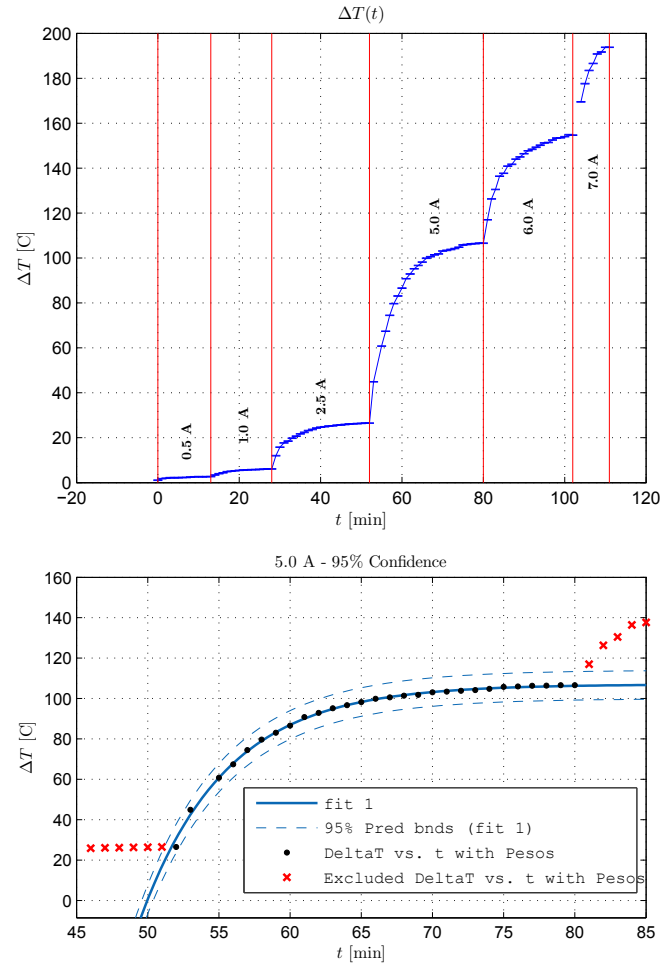 ΔT(t)
200
180
160
140
120
100
80
60
40
20
0
ΔT [C]
0.5 A
1.0 A
2.5 A
5.0 A
6.0 A
7.0 A
−20 0 20 40 60 80 100 120
t [min]
5.0 A - 95% Confidence
160
140
120
100
80
60
40
20
0
ΔT [C]
fit 1
95% Pred bnds (fit 1)
DeltaT vs. t with Pesos
Excluded DeltaT vs. t with Pesos
45 50 55 60 65 70 75 80 85
t [min]